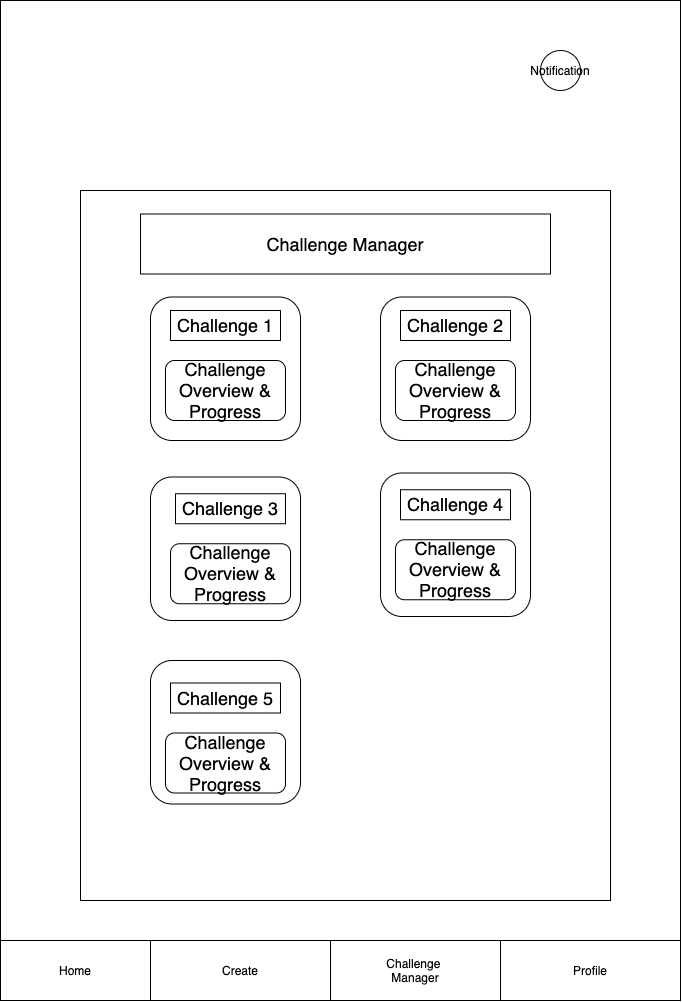 Notification
Challenge Manager
Challenge 1
Challenge
Overview &
Progress
Challenge 2
Challenge
Overview &
Progress
Challenge 3
Challenge
Overview &
Progress
Challenge 4
Challenge
Overview &
Progress
Challenge 5
Challenge
Overview &
Progress
Home
Create
Challenge
Manager
Profile